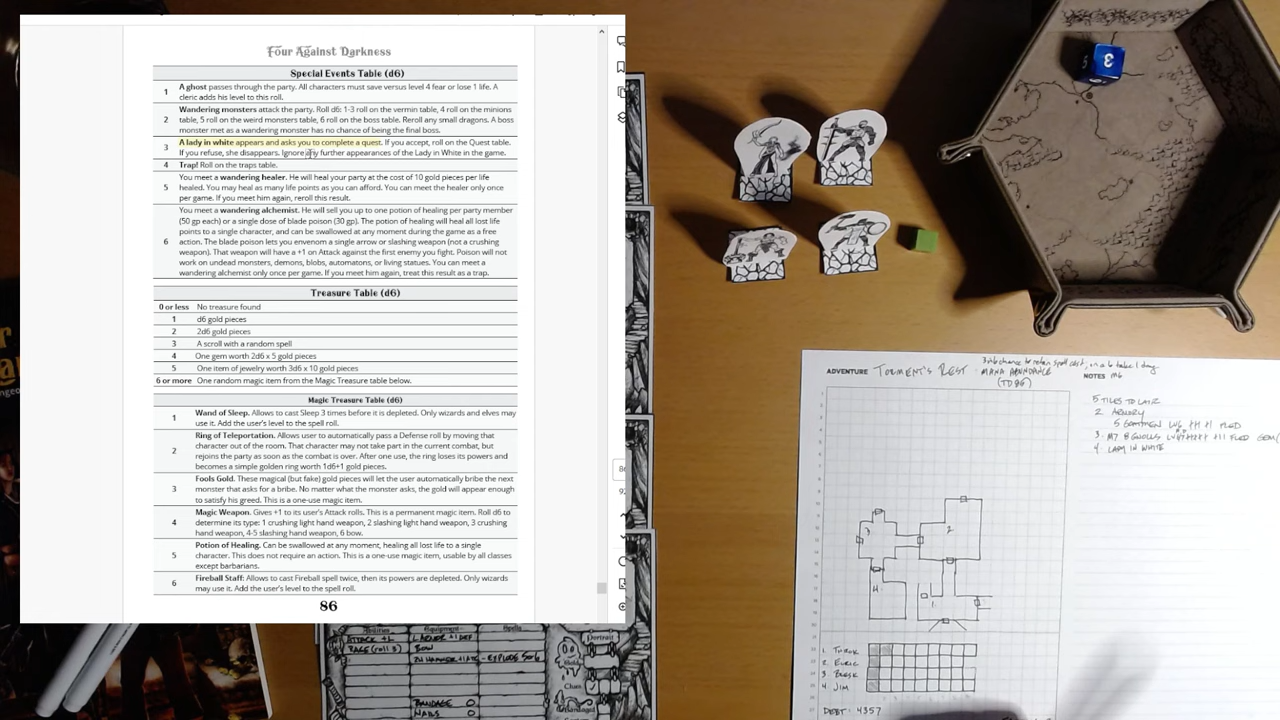 Four Against Darkness
Special Events Table (d6)
1 A ghost passes through the party. All characters must save versus level 4 fear or lose 1 life. A
cleric adds his level to this roll.
2 Wandering monsters attack the party. Roll d6: 1-3 roll on the vermin table, 4 roll on the minions
table, 5 roll on the weird monsters table, 6 roll on the boss table. Reroll any small dragons. A boss
monster met as a wandering monster has no chance of being the final boss.
3 A lady in white appears and asks you to complete a quest. If you accept, roll on the Quest table.
If you refuse, she disappears. Ignore any further appearances of the Lady in White in the game.
4 Trap! Roll on the traps table.
5 You meet a wandering healer. He will heal your party at the cost of 10 gold pieces per life
healed. You may heal as many life points as you can afford. You can meet the healer only once
per game. If you meet him again, reroll this result.
6 You meet a wandering alchemist. He will sell you up to one potion of healing per party member
(50 gp each) or a single dose of blade poison (30 gp). The potion of healing will heal all lost life
points to a single character, and can be swallowed at any moment during the game as a free
action. The blade poison lets you envenom a single arrow or slashing weapon (not a crushing
weapon). That weapon will have a +1 on Attack against the first enemy you fight. Poison will not
work on undead monsters, demons, blobs, automatons, or living statues. You can meet a
wandering alchemist only once per game. If you meet him again, treat this result as a trap.
Treasure Table (d6)
0 or less No treasure found
1 d6 gold pieces
2 2d6 gold pieces
3 A scroll with a random spell
4 One gem worth 2d6 x 5 gold pieces
5 One item of jewelry worth 3d6 x 10 gold pieces
6 or more One random magic item from the Magic Treasure table below.
Magic Treasure Table (d6)
1 Wand of Sleep. Allows to cast Sleep 3 times before it is depleted. Only wizards and elves may
use it. Add the user's level to the spell roll.
2 Ring of Teleportation. Allows user to automatically pass a Defense roll by moving that
character out of the room. That character may not take part in the current combat, but
rejoins the party as soon as the combat is over. After one use, the ring loses its powers and
becomes a simple golden ring worth 1d6+1 gold pieces.
3 Fools Gold. These magical (but fake) gold pieces will let the user automatically bribe the next
monster that asks for a bribe. No matter what the monster asks, the gold will appear enough
to satisfy his greed. This is a one-use magic item.
4 Magic Weapon. Gives +1 to its user's Attack rolls. This is a permanent magic item. Roll d6 to
determine its type: 1 crushing light hand weapon, 2 slashing light hand weapon, 3 crushing
hand weapon, 4-5 slashing hand weapon, 6 bow.
5 Potion of Healing. Can be swallowed at any moment, healing all lost life to a single
character. This does not require an action. This is a one-use magic item, usable by all classes
except barbarians.
6 Fireball Staff: Allows to cast Fireball spell twice, then its powers are depleted. Only wizards
may use it. Add the user's level to the spell roll.
86
3
ADVENTURE TORMENT'S REST - MANA ABUNDANCE
NOTES
5 TILES TO LAIR
2 ARMORY
FLED
4. LADY IN WHITE
3
2
4
1.
1. TUROK
4 JIM
DEBT: 4357
Abilities Equipment Spells
BOW
BANDAGE 0
Portrait
Clues